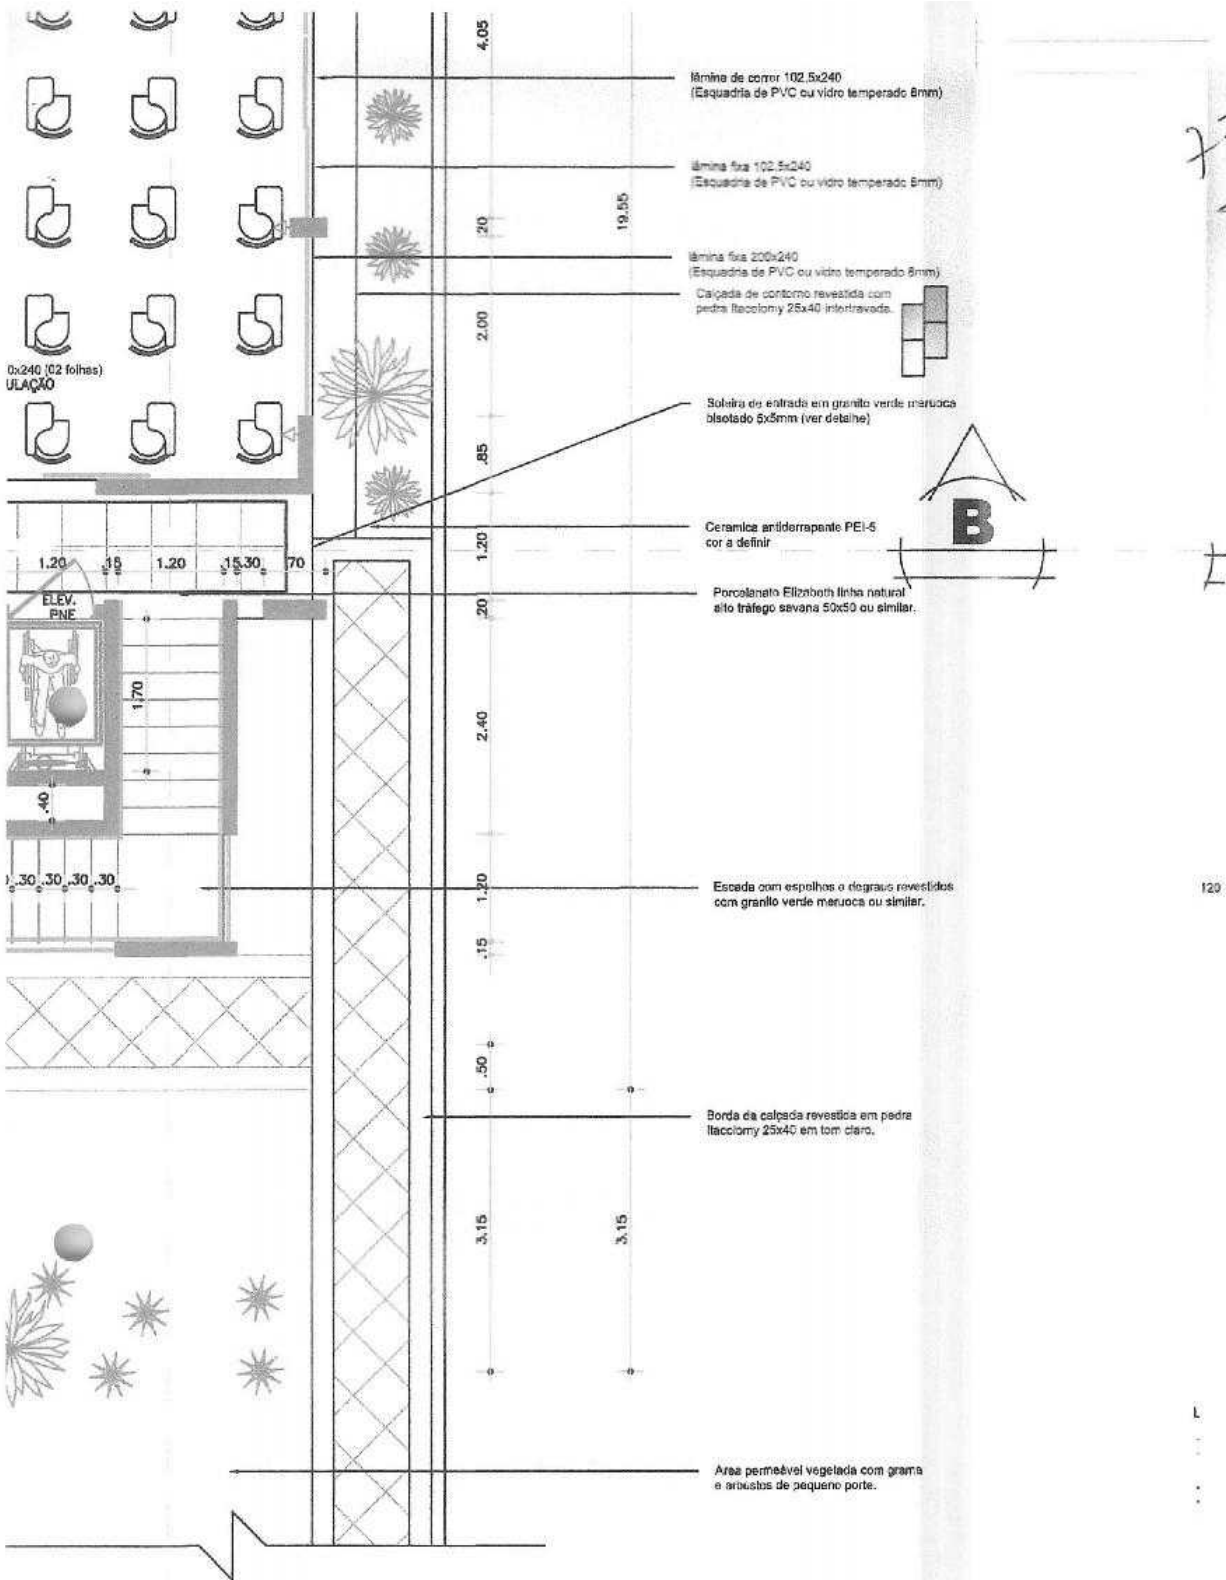 4.05
lâmina de correr 102,5x240
(Esquadria de PVC ou vidro temperado 8mm)
lâmina fixa 102,5x240
(Esquadria de PVC ou vidro temperado 8mm)
19.55
.20
lâmina fixa 200x240
(Esquadria de PVC ou vidro temperado 8mm)
Calçada de contorno revestida com
pedra Itacolomy 25x40 intertravada.
2.00
0x240 (02 folhas)
ULAÇÃO
Soleira de entrada em granito verde meruoca
bisotado 5x5mm (ver detalhe)
.85
B
Ceramica antiderrapante PEI-5
cor a definir
1.20
1.20 .15 1.20 .15 .30 .70
ELEV.
PNE
Porcelanato Elizabeth linha natural
alto tráfego savana 50x50 ou similar.
.20
1.70
2.40
.40
.30 .30 .30 .30
1.20
Escada com espelhos e degraus revestidos
com granito verde meruoca ou similar.
120
.15
.50
Borda da calçada revestida em pedra
Itacolomy 25x40 em tom claro.
3.15
3.15
L
Area permeável vegetada com grama
e arbustos de pequeno porte.